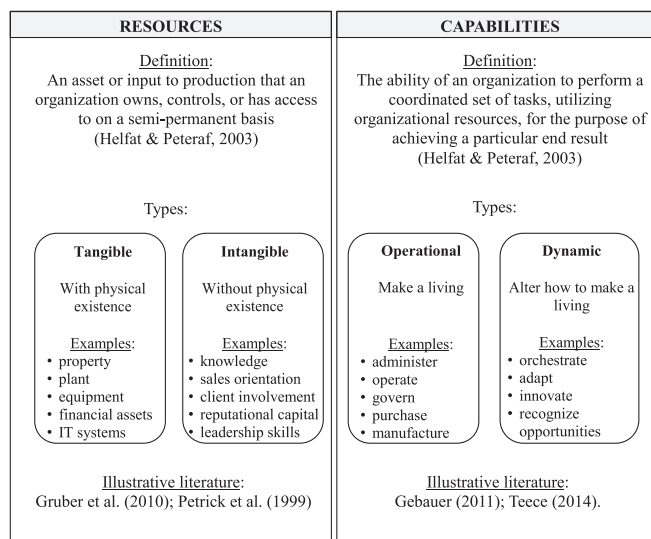 RESOURCES
Definition:
An asset or input to production that an
organization owns, controls, or has access
to on a semi-permanent basis
(Helfat & Peteraf, 2003)
Types:
Tangible
With physical
existence
Examples:
• property
• plant
• equipment
• financial assets
• IT systems
Intangible
Without physical
existence
Examples:
• knowledge
• sales orientation
• client involvement
• reputational capital
• leadership skills
Illustrative literature:
Gruber et al. (2010); Petrick et al. (1999)
CAPABILITIES
Definition:
The ability of an organization to perform a
coordinated set of tasks, utilizing
organizational resources, for the purpose of
achieving a particular end result
(Helfat & Peteraf, 2003)
Types:
Operational
Make a living
Examples:
• administer
• operate
• govern
• purchase
• manufacture
Dynamic
Alter how to make a
living
Examples:
• orchestrate
• adapt
• innovate
• recognize
opportunities
Illustrative literature:
Gebauer (2011); Teece (2014).